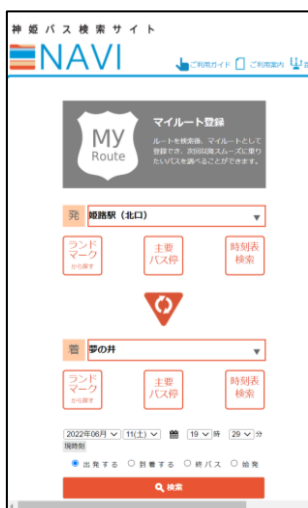 神姫バス検索サイト
NAVI
ご利用ガイド ご利用案内
My
Route
マイルート登録
ルートを検索後、マイルートとして
登録でき、次回以降スムーズに乗り
たいバスを調べることができます。
発 姫路駅（北口） ▼
ランド
マーク
から探す
主要
バス停
時刻表
検索
着 夢の井 ▼
ランド
マーク
から探す
主要
バス停
時刻表
検索
2022年06月 11(土) 19 時 29 分
現時刻
出発する 到着する 終バス 始発
検索